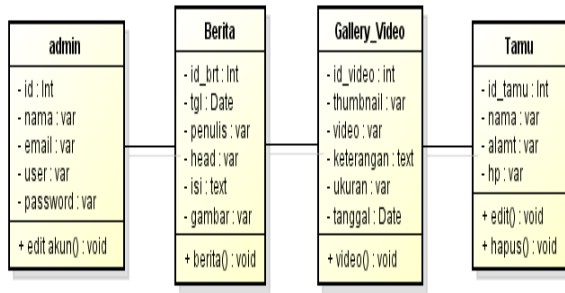 admin
- id : Int
- nama : var
- email : var
- user : var
- password : var
+ edit akun() : void
Berita
- id_brt : Int
- tgl : Date
- penulis : var
- head : var
- isi : text
- gambar : var
+ berita() : void
Gallery_Video
- id_video : int
- thumbnail : var
- video : var
- keterangan : text
- ukuran : var
- tanggal : Date
+ video() : void
Tamu
- id_tamu : Int
- nama : var
- alamt : var
- hp : var
+ edit() : void
+ hapus() : void